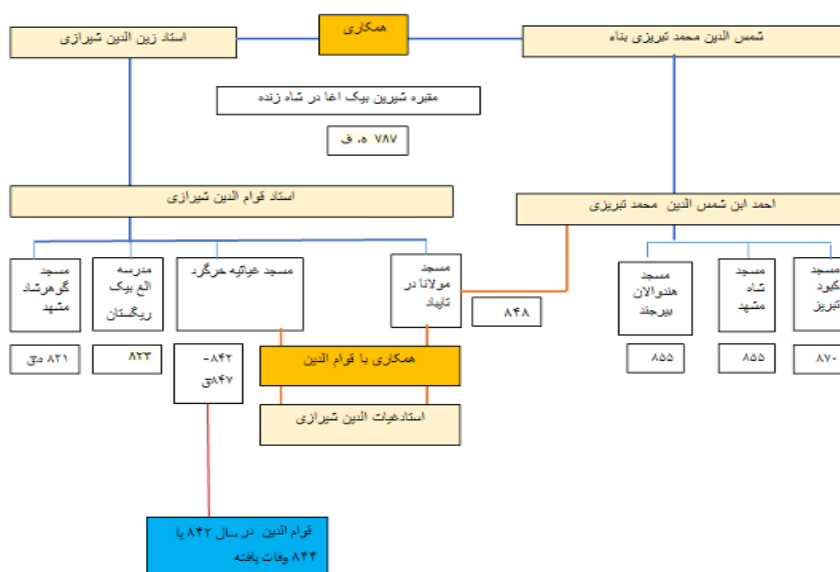 همکاری
شمس الدین محمد تبریزی بناء
استاد زین الدین شیرازی
مقبره شیرین بیک اغا در شاه زنده
۷۸۷ ه. ق
استاد قوام الدین شیرازی
احمد ابن شمس الدین محمد تبریزی
مسجد
کبود
تبریز
مسجد
شاه
مشهد
مسجد
هندوالان
بیرجند
مسجد
مولانا در
تایباد
مسجد غیاثیه خرگرد
مدرسه
الغ بیک
ریگستان
مسجد
گوهرشاد
مشهد
۸۷۰
۸۵۵
۸۵۵
۸۴۸
۸۴۲-
۸۴۷ق
۸۲۳
۸۲۱ ه.ق
همکاری با قوام الدین
استادغیاث الدین شیرازی
قوام الدین در سال ۸۴۲ یا
۸۴۴ وفات یافته